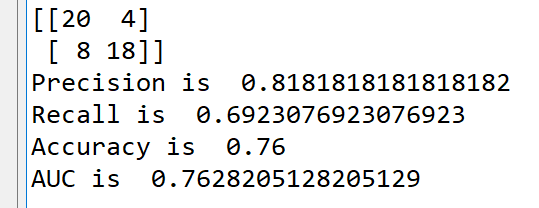 [[20  4]
 [ 8 18]]
Precision is  0.8181818181818182
Recall is  0.6923076923076923
Accuracy is  0.76
AUC is  0.7628205128205129